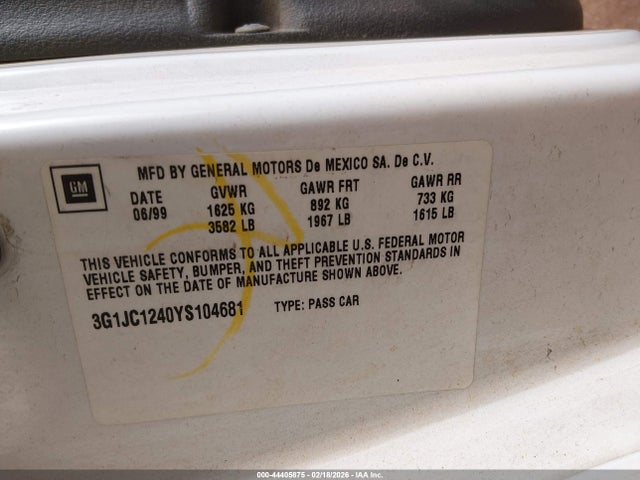 MFD BY GENERAL MOTORS De MEXICO SA. De C.V.
GM
DATE GVWR GAWR FRT GAWR RR
06/99 1625 KG 892 KG 733 KG
3582 LB 1967 LB 1615 LB
THIS VEHICLE CONFORMS TO ALL APPLICABLE U.S. FEDERAL MOTOR
VEHICLE SAFETY, BUMPER, AND THEFT PREVENTION STANDARDS IN
EFFECT ON THE DATE OF MANUFACTURE SHOWN ABOVE.
3G1JC1240YS104681 TYPE: PASS CAR
000-44405875 - 02/18/2026 - IAA Inc.